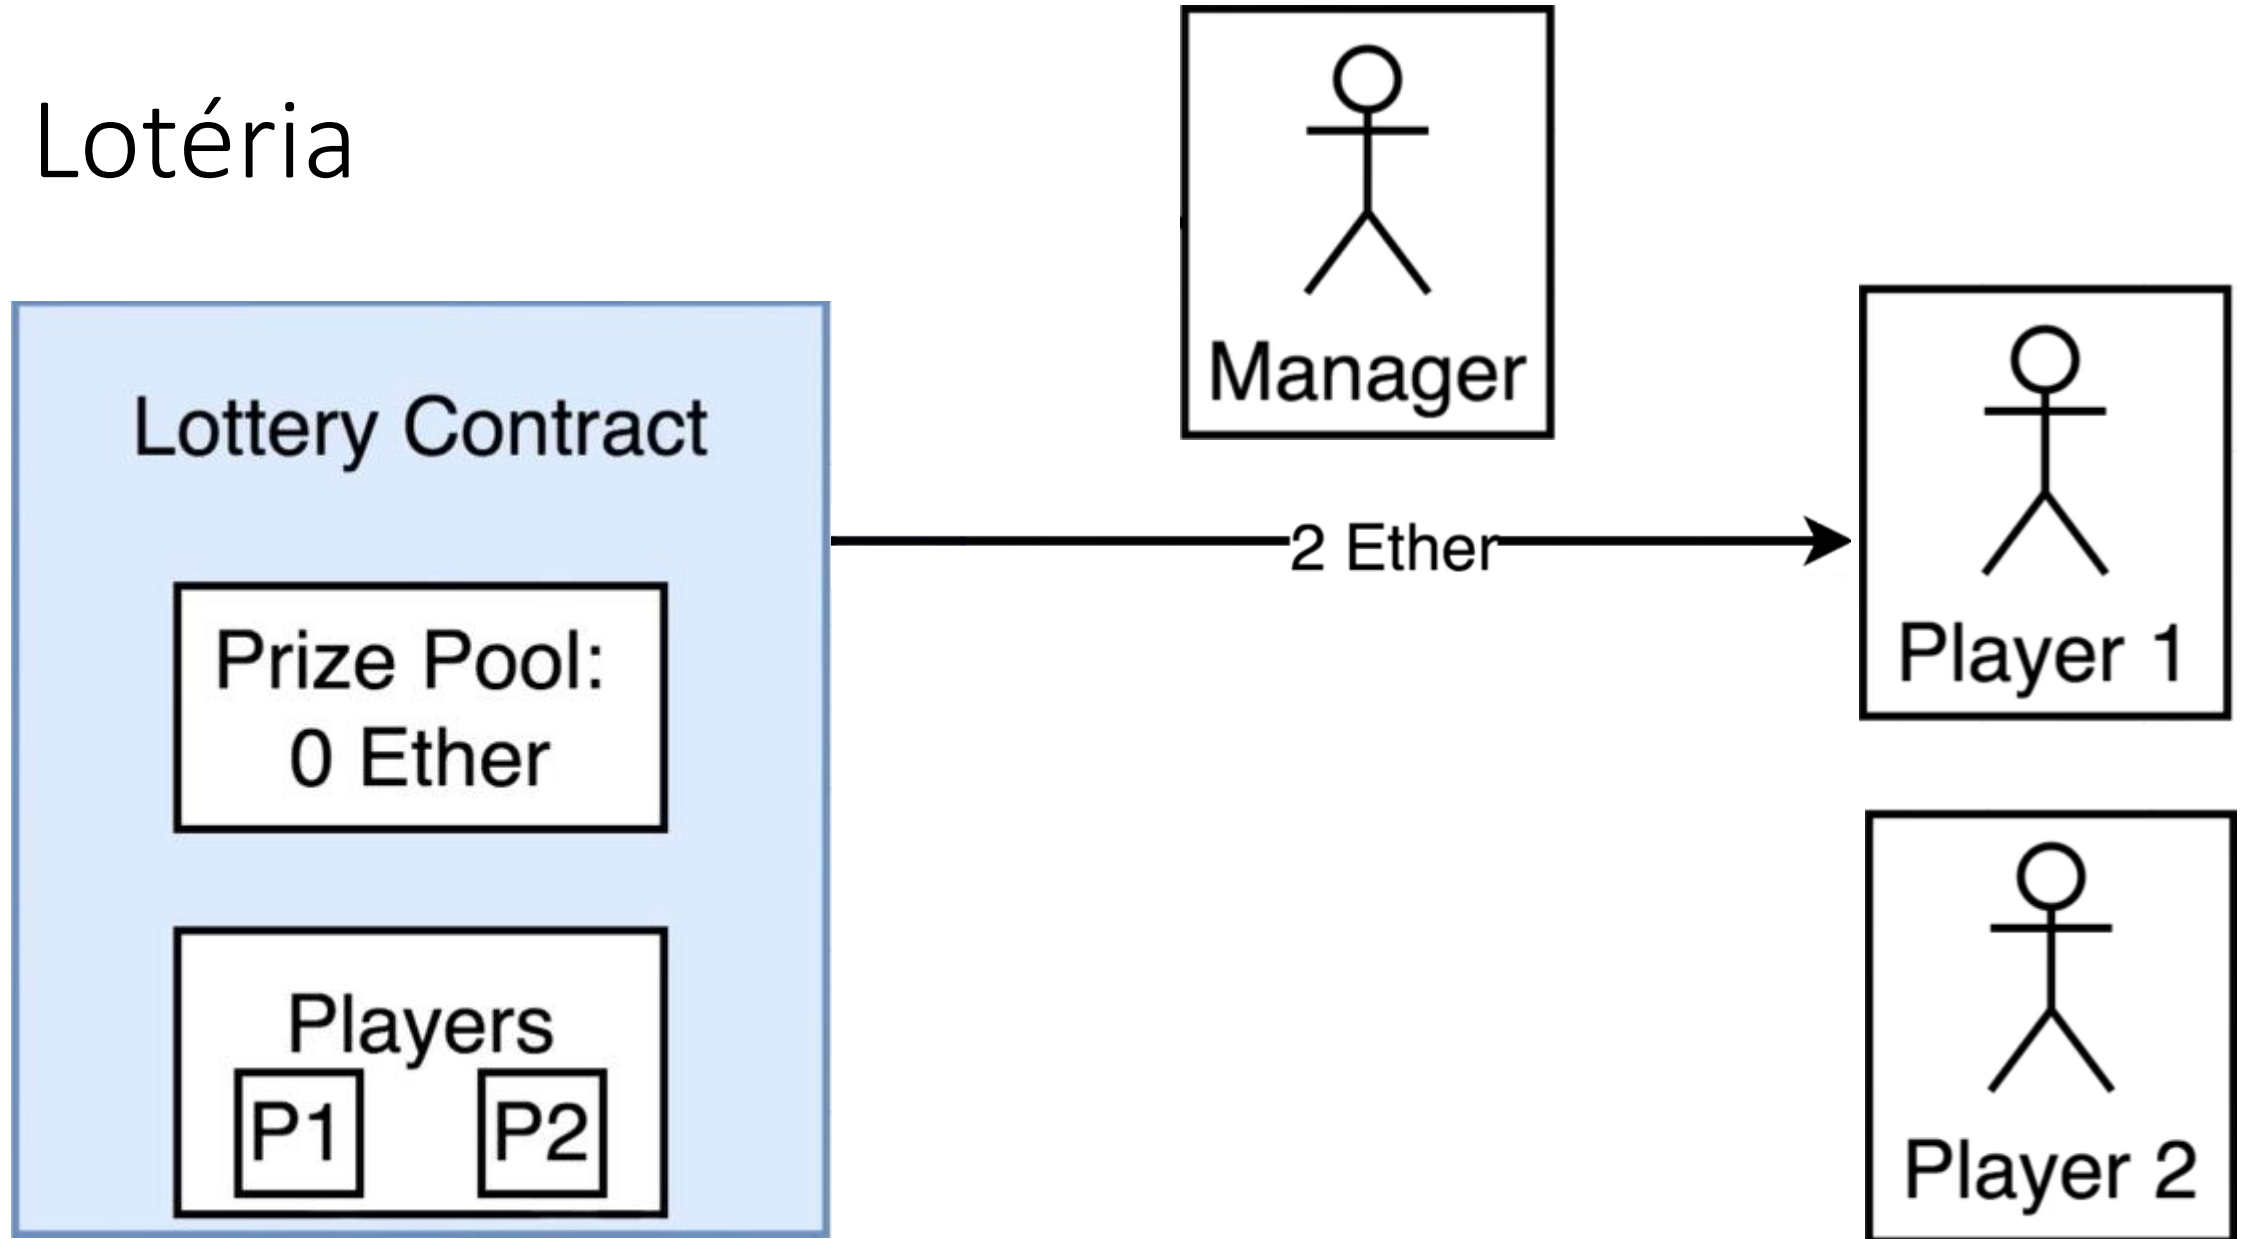 Lotéria
Manager
Lottery Contract
2 Ether
Player 1
Prize Pool:
0 Ether
Players
P1 P2
Player 2